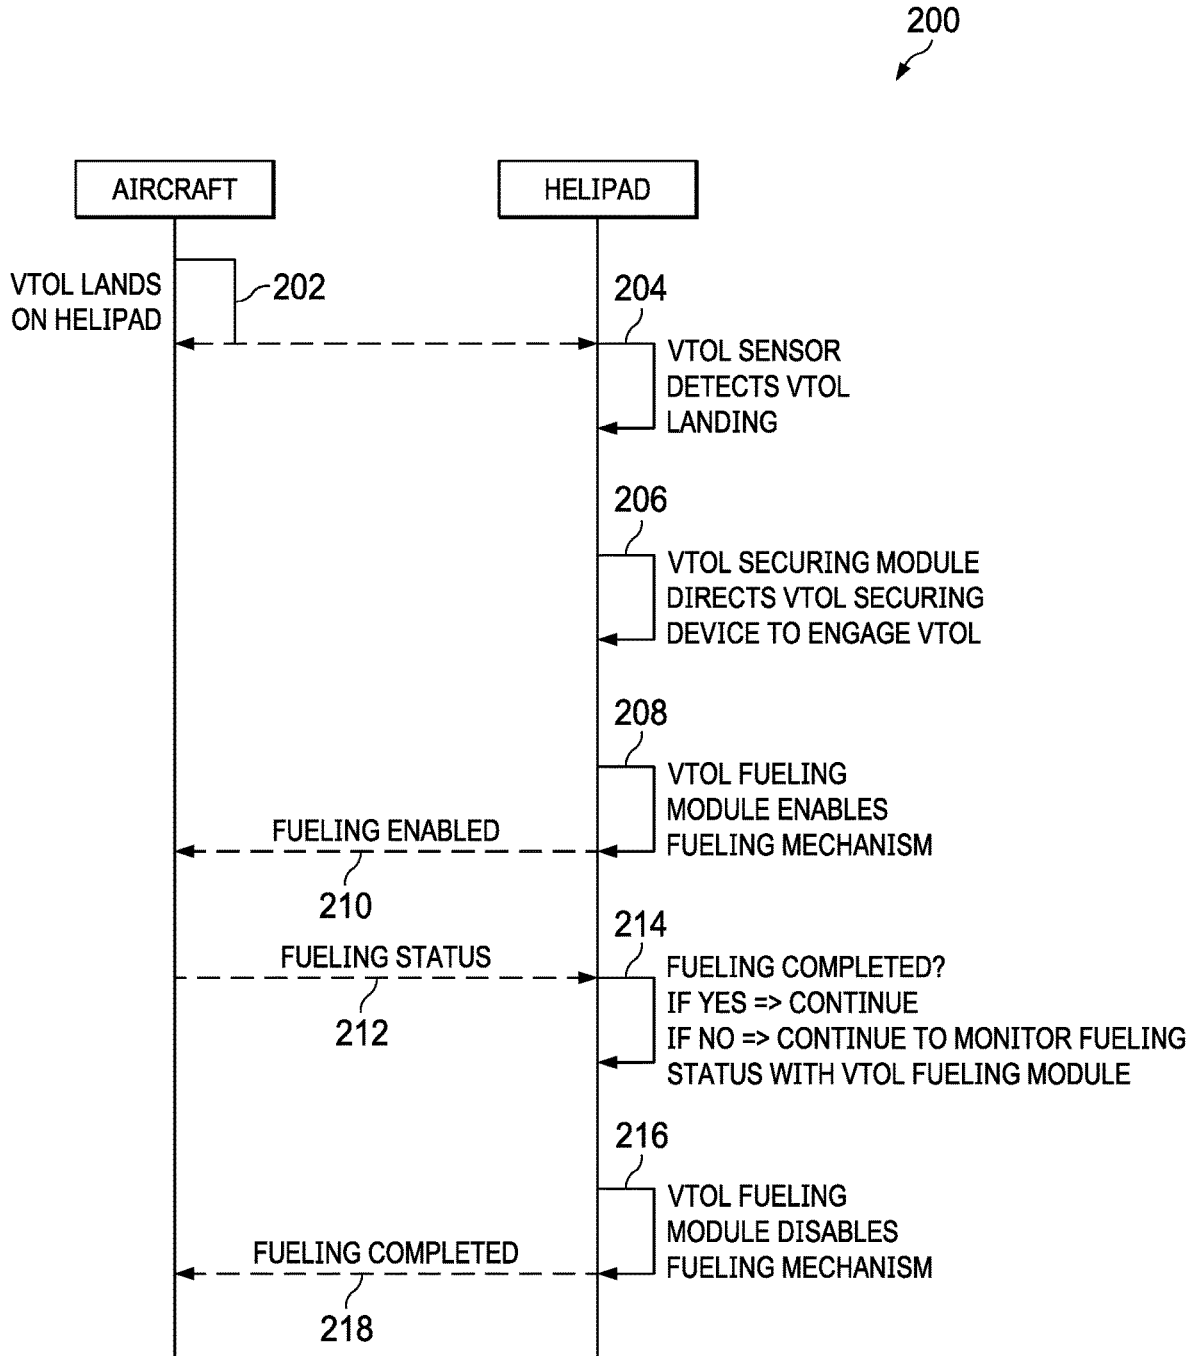 200
AIRCRAFT
HELIPAD
VTOL LANDS
ON HELIPAD
202
204
VTOL SENSOR
DETECTS VTOL
LANDING
206
VTOL SECURING MODULE
DIRECTS VTOL SECURING
DEVICE TO ENGAGE VTOL
208
VTOL FUELING
MODULE ENABLES
FUELING MECHANISM
FUELING ENABLED
210
FUELING STATUS
212
214
FUELING COMPLETED?
IF YES => CONTINUE
IF NO => CONTINUE TO MONITOR FUELING
STATUS WITH VTOL FUELING MODULE
216
VTOL FUELING
MODULE DISABLES
FUELING MECHANISM
FUELING COMPLETED
218